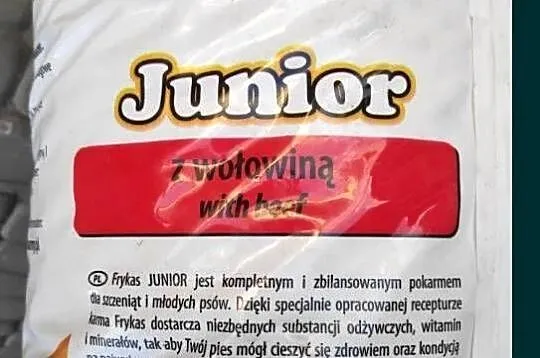 Junior
z wołowiną
with beef
PL Frykas JUNIOR jest kompletnym i zbilansowanym pokarmem
dla szczeniąt i młodych psów. Dzięki specjalnie opracowanej recepturze
karma Frykas dostarcza niezbędnych substancji odżywczych, witamin
i minerałów, tak aby Twój pies mógł cieszyć się zdrowiem oraz kondycją